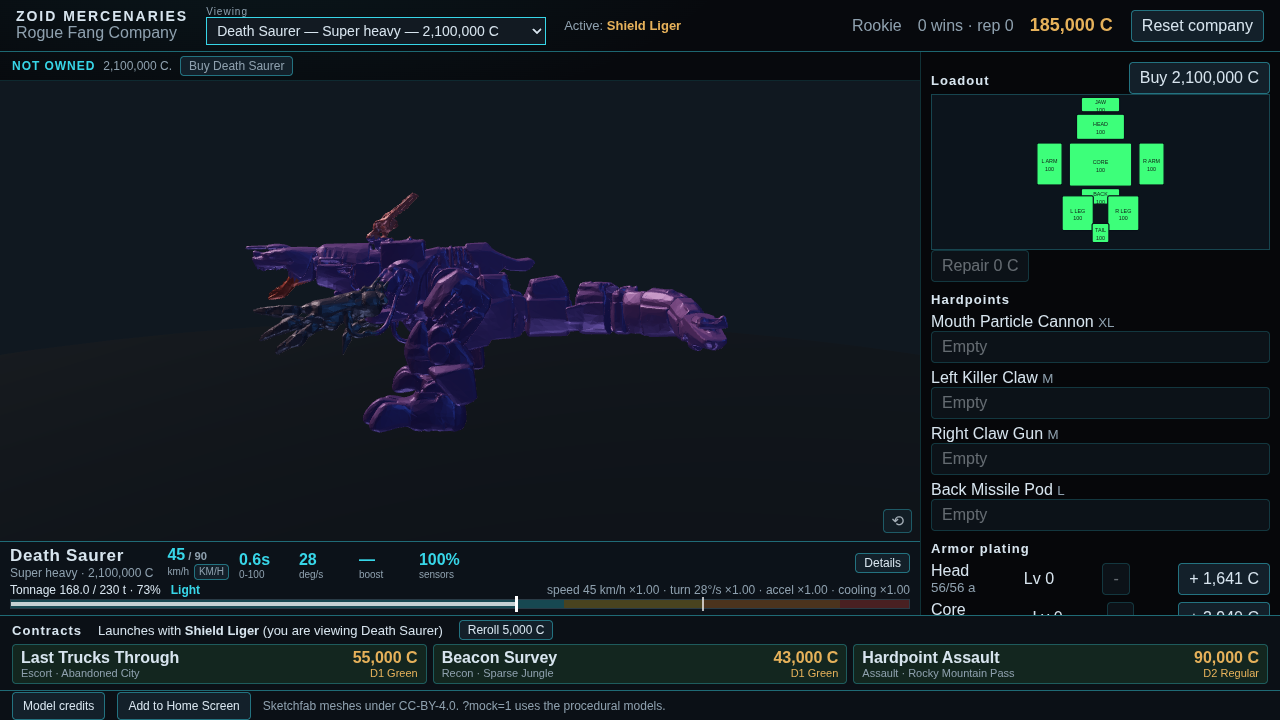 ZOID MERCENARIES
Rogue Fang Company
Viewing
Death Saurer — Super heavy — 2,100,000 C
Active: Shield Liger
Rookie 0 wins · rep 0 185,000 C
Reset company
NOT OWNED 2,100,000 C. Buy Death Saurer
Loadout
Buy 2,100,000 C
JAW
100
HEAD
100
L ARM
100
CORE
100
R ARM
100
BACK
100
L LEG
100
R LEG
100
TAIL
100
Repair 0 C
Hardpoints
Mouth Particle Cannon XL
Empty
Left Killer Claw M
Empty
Right Claw Gun M
Empty
Back Missile Pod L
Empty
Armor plating
Head
56/56 a
Lv 0
-
+ 1,641 C
Core
⟲
Death Saurer
Super heavy · 2,100,000 C
45 / 90
km/h KM/H
0.6s
0-100
28
deg/s
—
boost
100%
sensors
Details
Tonnage 168.0 / 230 t · 73% Light
speed 45 km/h ×1.00 · turn 28°/s ×1.00 · accel ×1.00 · cooling ×1.00
Contracts Launches with Shield Liger (you are viewing Death Saurer) Reroll 5,000 C
Last Trucks Through 55,000 C
Escort · Abandoned City D1 Green
Beacon Survey 43,000 C
Recon · Sparse Jungle D1 Green
Hardpoint Assault 90,000 C
Assault · Rocky Mountain Pass D2 Regular
Model credits
Add to Home Screen
Sketchfab meshes under CC-BY-4.0. ?mock=1 uses the procedural models.